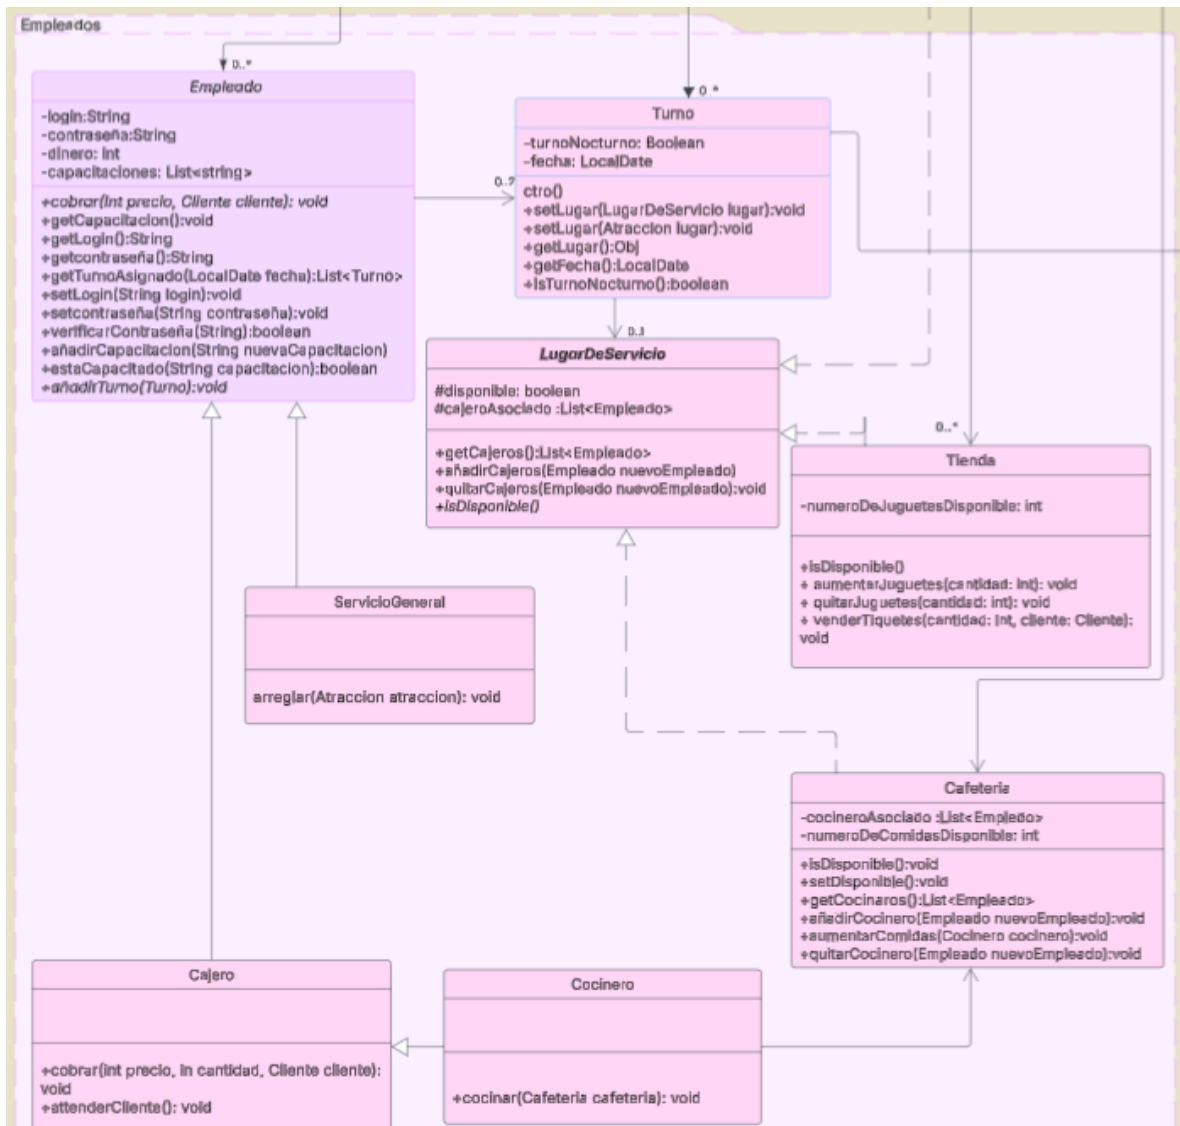 Empleados
0..*
Empleado
-login:String
-contraseña:String
-dinero: int
-capacitaciones: List<string>
+cobrar(int precio, Cliente cliente): void
+getCapacitacion():void
+getLogin():String
+getcontraseña():String
+getTurnoAsignado(LocalDate fecha):List<Turno>
+setLogin(String login):void
+setcontraseña(String contraseña):void
+verificarContraseña(String):boolean
+añadirCapacitacion(String nuevaCapacitacion)
+estaCapacitado(String capacitacion):boolean
+añadirTurno(Turno):void
0..?
0..*
Turno
-turnoNocturno: Boolean
-fecha: LocalDate
ctro()
+setLugar(LugarDeServicio lugar):void
+setLugar(Atraccion lugar):void
+getLugar():Obj
+getFecha():LocalDate
+isTurnoNocturno():boolean
0..1
LugarDeServicio
#disponible: boolean
#cajeroAsociado :List<Empleado>
+getCajeros():List<Empleado>
+añadirCajeros(Empleado nuevoEmpleado)
+quitarCajeros(Empleado nuevoEmpleado):void
+isDisponible()
0..*
Tienda
-numeroDeJuguetesDisponible: int
+isDisponible()
+ aumentarJuguetes(cantidad: int): void
+ quitarJuguetes(cantidad: int): void
+ venderTiquetes(cantidad: int, cliente: Cliente):
void
ServicioGeneral
arreglar(Atraccion atraccion): void
Cafeteria
-cocineroAsociado :List<Empledo>
-numeroDeComidasDisponible: int
+isDisponible():void
+setDisponible():void
+getCocinaros():List<Empleado>
+añadirCocinero(Empleado nuevoEmpleado):void
+aumentarComidas(Cocinero cocinero):void
+quitarCocinero(Empleado nuevoEmpleado):void
Cajero
+cobrar(int precio, in cantidad, Cliente cliente):
void
+attenderCliente(): void
Cocinero
+cocinar(Cafeteria cafeteria): void